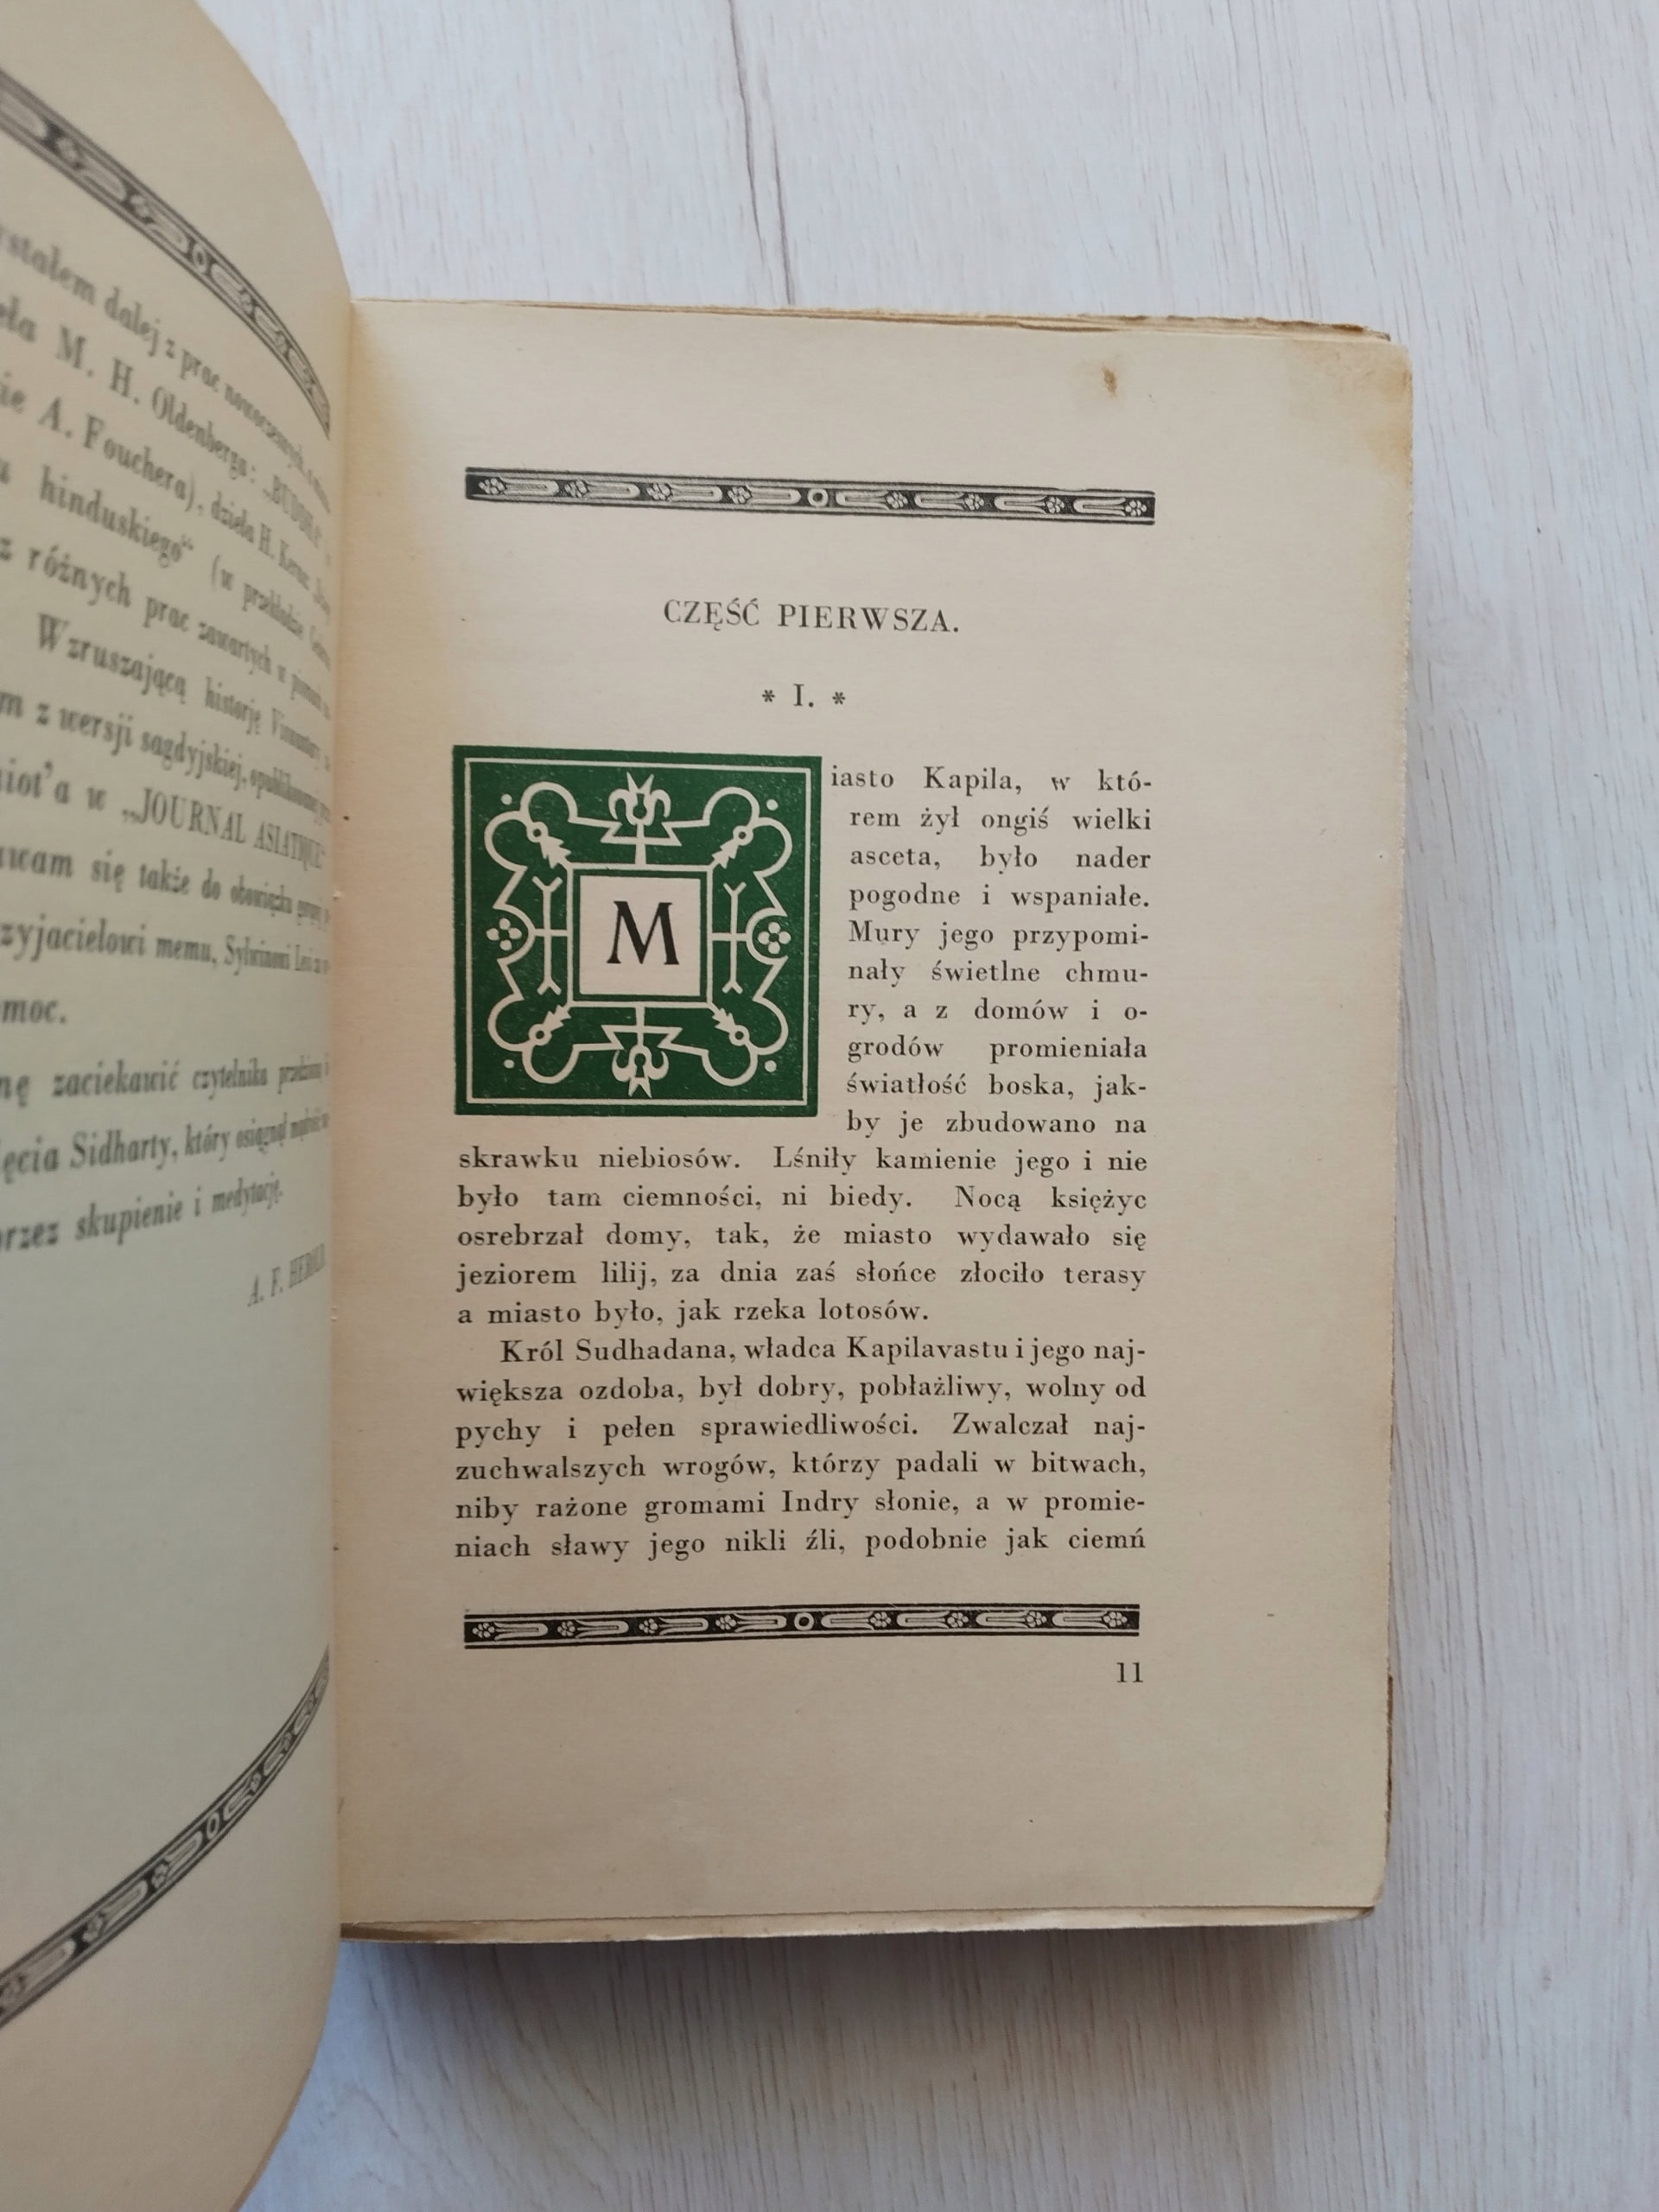 stałem dalej z prac
M. H. Oldenberga: „BUDDHA"
A. Fouchera), dzieła H. Kerna:
hinduskiego" (w przekładzie
z różnych prac zawartych w
Wzruszającą historję
z wersji sagdyjskiej,
w „JOURNAL ASIATIQUE"
się także do obowiązku
memu, Sylwinowi
moc.
zaciekawić czytelnika
Sidharty, który osiągnął
skupienie i medytację.
A. F. HEROLD
CZĘŚĆ PIERWSZA.
* I. *
Miasto Kapila, w któ-
rem żył ongiś wielki
asceta, było nader
pogodne i wspaniałe.
Mury jego przypomi-
nały świetlne chmu-
ry, a z domów i o-
grodów promieniała
światłość boska, jak-
by je zbudowano na
skrawku niebiosów. Lśniły kamienie jego i nie
było tam ciemności, ni biedy. Nocą księżyc
osrebrzał domy, tak, że miasto wydawało się
jeziorem lilij, za dnia zaś słońce złociło terasy
a miasto było, jak rzeka lotosów.
Król Sudhadana, władca Kapilavastu i jego naj-
większa ozdoba, był dobry, pobłażliwy, wolny od
pychy i pełen sprawiedliwości. Zwalczał naj-
zuchwalszych wrogów, którzy padali w bitwach,
niby rażone gromami Indry słonie, a w promie-
niach sławy jego nikli źli, podobnie jak ciemń
11